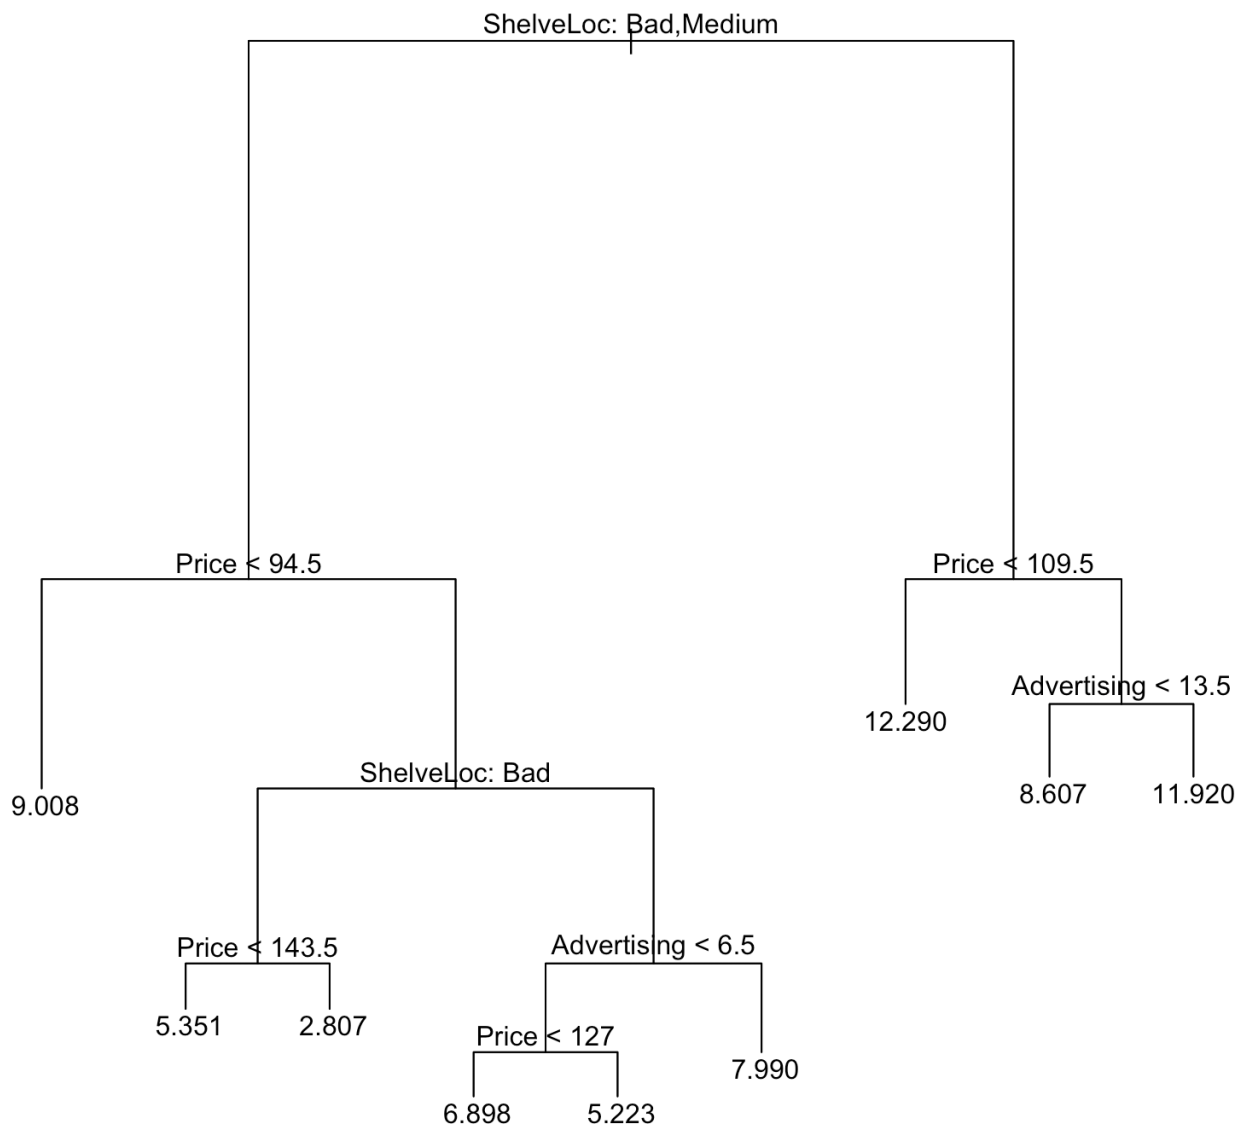 ShelveLoc: Bad,Medium
Price < 94.5
Price < 109.5
Advertising < 13.5
12.290
ShelveLoc: Bad
8.607
11.920
9.008
Price < 143.5
Advertising < 6.5
5.351
2.807
Price < 127
7.990
6.898
5.223